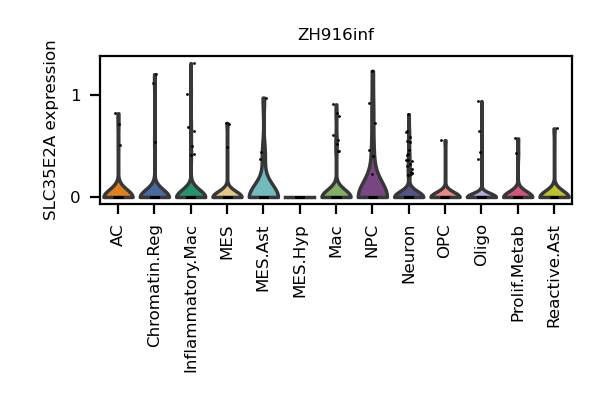 ZH916inf
SLC35E2A expression
1
0
AC
Chromatin.Reg
Inflammatory.Mac
MES
MES.Ast
MES.Hyp
Mac
NPC
Neuron
OPC
Oligo
Prolif.Metab
Reactive.Ast